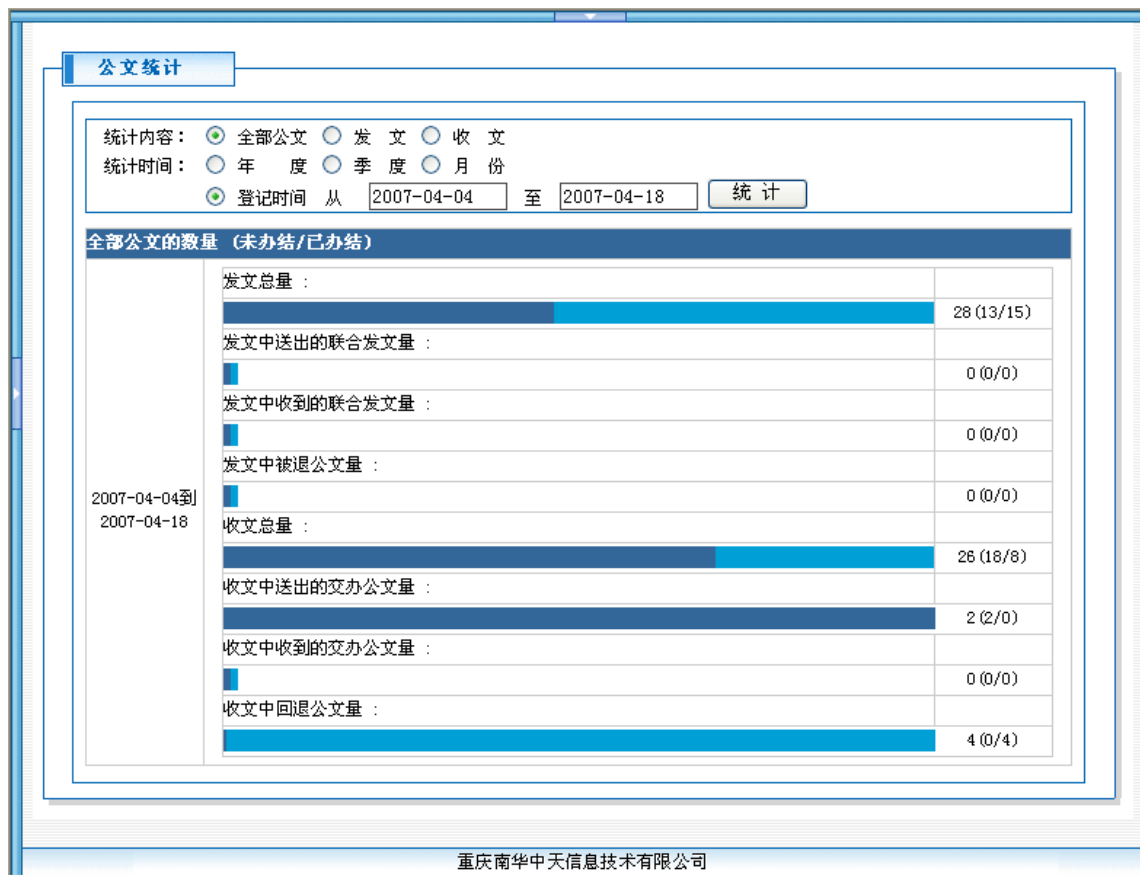 公文统计
统计内容： 全部公文 发 文 收 文
统计时间： 年 度 季 度 月 份
登记时间 从 2007-04-04 至 2007-04-18 统 计
全部公文的数量 （未办结/已办结）
发文总量 ：
28(13/15)
发文中送出的联合发文量 ：
0(0/0)
发文中收到的联合发文量 ：
0(0/0)
发文中被退公文量 ：
0(0/0)
2007-04-04到
2007-04-18
收文总量 ：
26(18/8)
收文中送出的交办公文量 ：
2(2/0)
收文中收到的交办公文量 ：
0(0/0)
收文中回退公文量 ：
4(0/4)
重庆南华中天信息技术有限公司